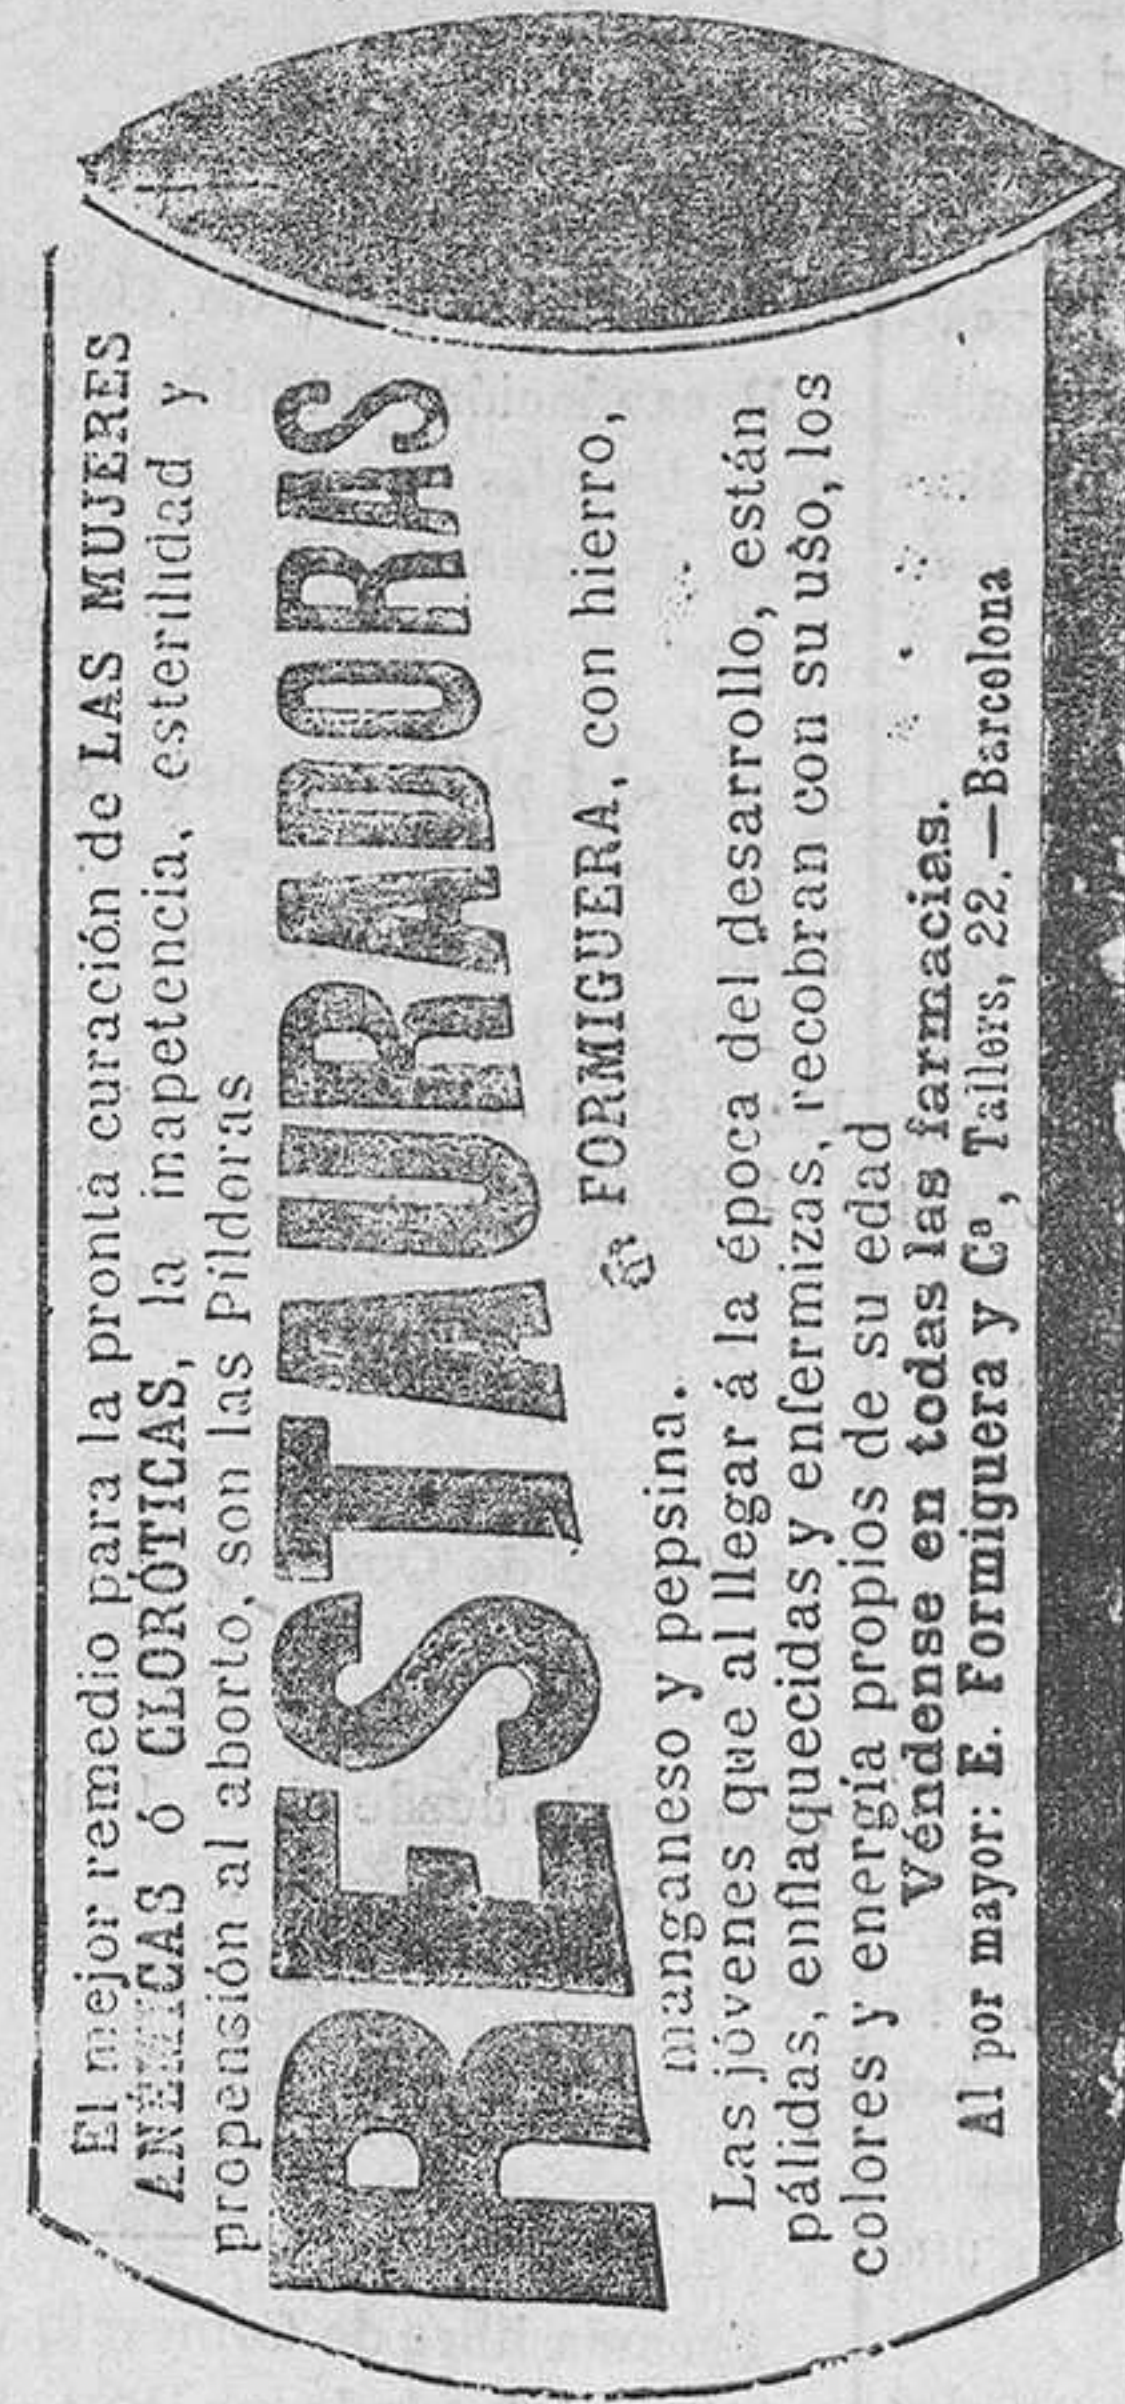 El mejor remedio para la pronta curación de LAS MUJERES
ANÉMICAS ó CLORÓTICAS, la inapetencia, esterilidad y
propensión al aborto, son las Pildoras
RESTAURADORAS
FORMIGUERA, con hierro,
manganeso y pepsina.
Las jóvenes que al llegar á la época del desarrollo, están
pálidas, enflaquecidas y enfermizas, recobran con su uso, los
colores y energía propios de su edad
Véndense en todas las farmacias.
Al por mayor: E. Formiguera y Cª, Tallers, 22.—Barcelona